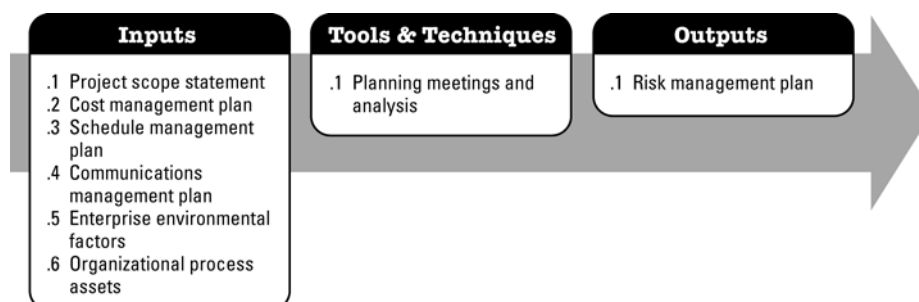 Inputs
.1 Project scope statement
.2 Cost management plan
.3 Schedule management
plan
.4 Communications
management plan
.5 Enterprise environmental
factors
.6 Organizational process
assets
Tools & Techniques
.1 Planning meetings and
analysis
Outputs
.1 Risk management plan